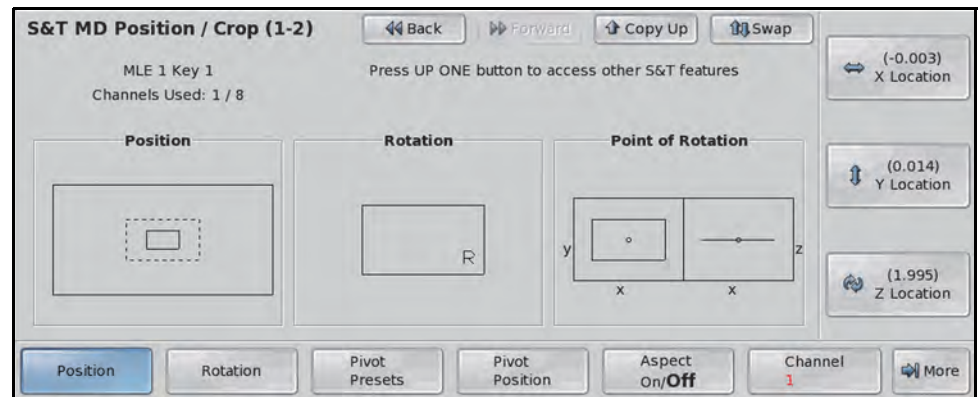 S&T MD Position / Crop (1-2)
Back
Forward
Copy Up
Swap
MLE 1 Key 1
Channels Used: 1 / 8
Press UP ONE button to access other S&T features
(-0.003)
X Location
(0.014)
Y Location
(1.995)
Z Location
Position
Rotation
Point of Rotation
R
y
z
x
x
Position
Rotation
Pivot
Presets
Pivot
Position
Aspect
On/Off
Channel
1
More